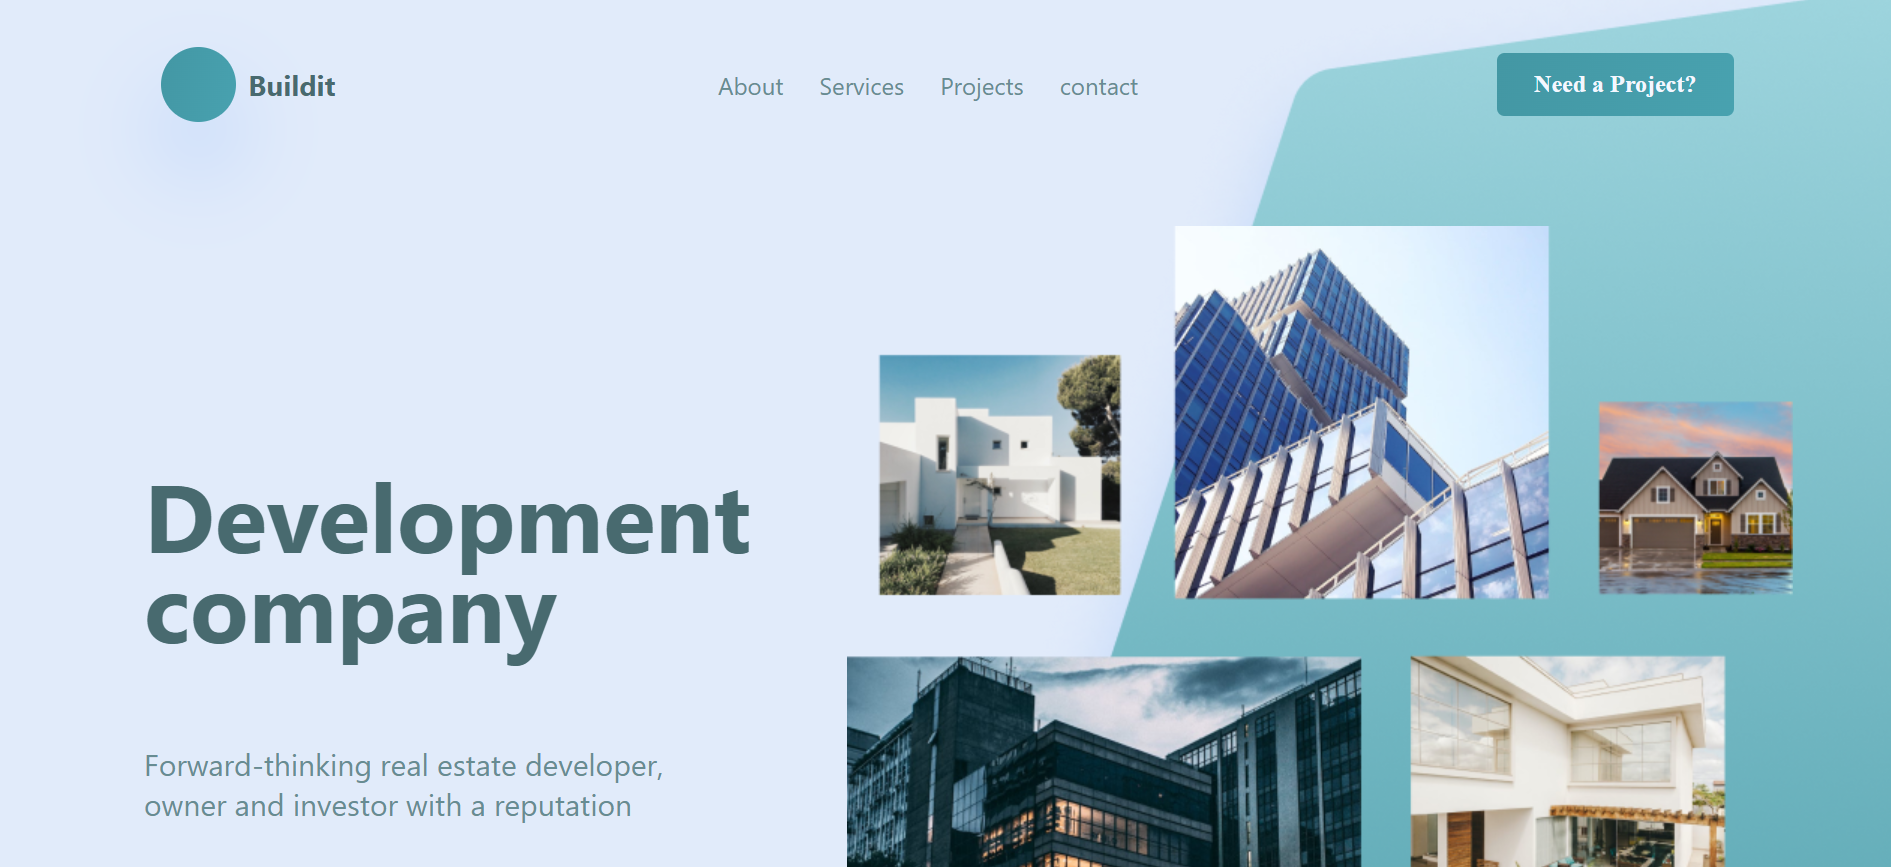 Buildit
About Services Projects contact
Need a Project?
Development
company
Forward-thinking real estate developer,
owner and investor with a reputation